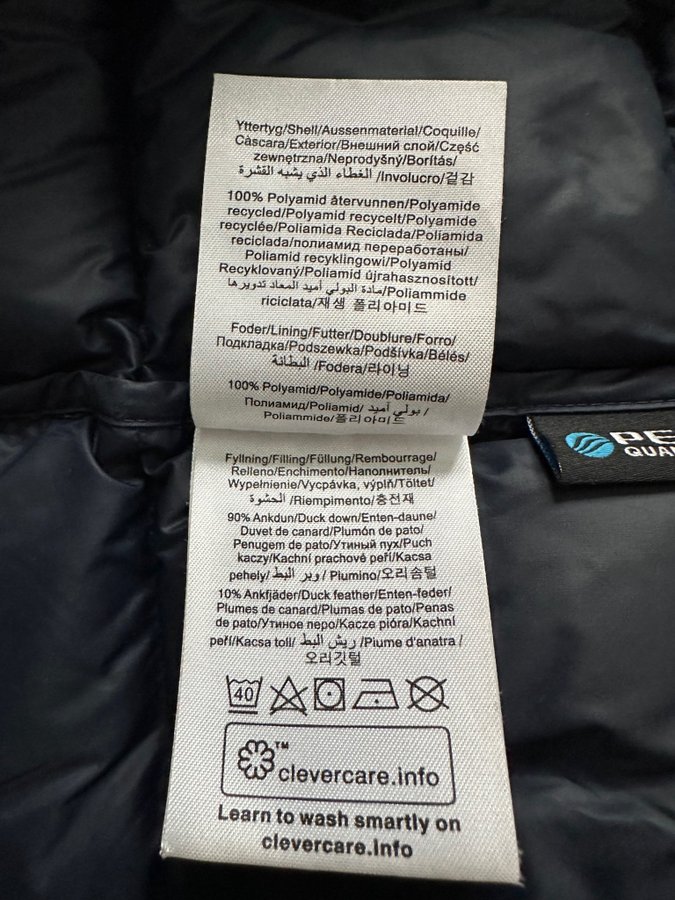 Yttertyg/Shell/Aussenmaterial/Coquille/
Càscara/Exterior/Внешний слой/Część
zewnętrzna/Neprodyšný/Borítás/
الغطاء الذي يشبه القشرة /Involucro/겉감
100% Polyamid återvunnen/Polyamide
recycled/Polyamid recycelt/Polyamide
recyclée/Poliamida Reciclada/Poliamida
reciclada/полиамид переработаны/
Poliamid recyklingowi/Polyamid
Recyklovaný/Poliamid újrahasznosított/
مادة البولي أميد المعاد تدويرها/Poliammide
riciclata/재생 폴리아미드
Foder/Lining/Futter/Doublure/Forro/
Подкладка/Podszewka/Podšívka/Bélés/
البطانة /Fodera/라이닝
100% Polyamid/Polyamide/Poliamida/
Полиамид/Poliamid/ بولي أميد /
Poliammide/폴리아미드
Fyllning/Filling/Füllung/Rembourrage/
Relleno/Enchimento/Наполнитель/
Wypełnienie/Vycpávka, výplň/Töltet/
الحشوة /Riempimento/충전재
90% Ankdun/Duck down/Enten-daune/
Duvet de canard/Plumón de pato/
Penugem de pato/Утиный пух/Puch
kaczy/Kachní prachové peří/Kacsa
pehely/ وبر البط / Piumino/오리솜털
10% Ankfjäder/Duck feather/Enten-feder/
Plumes de canard/Plumas de pato/Penas
de pato/Утиное перо/Kacze pióra/Kachní
peří/Kacsa toll/ ريش البط /Piume d'anatra /
오리깃털
40
™
clevercare.info
Learn to wash smartly on
clevercare.info
PE
QUA